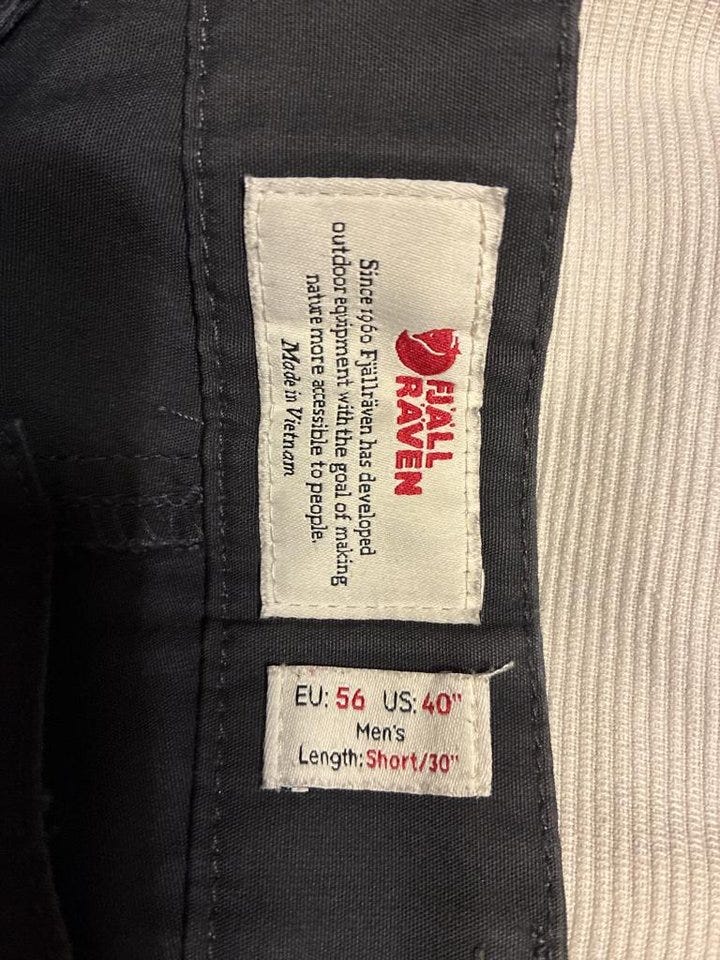 FJÄLL
RÄVEN
Since 1960 Fjällräven has developed
outdoor equipment with the goal of making
nature more accessible to people.
Made in Vietnam
EU: 56 US: 40"
Men's
Length: Short/30"